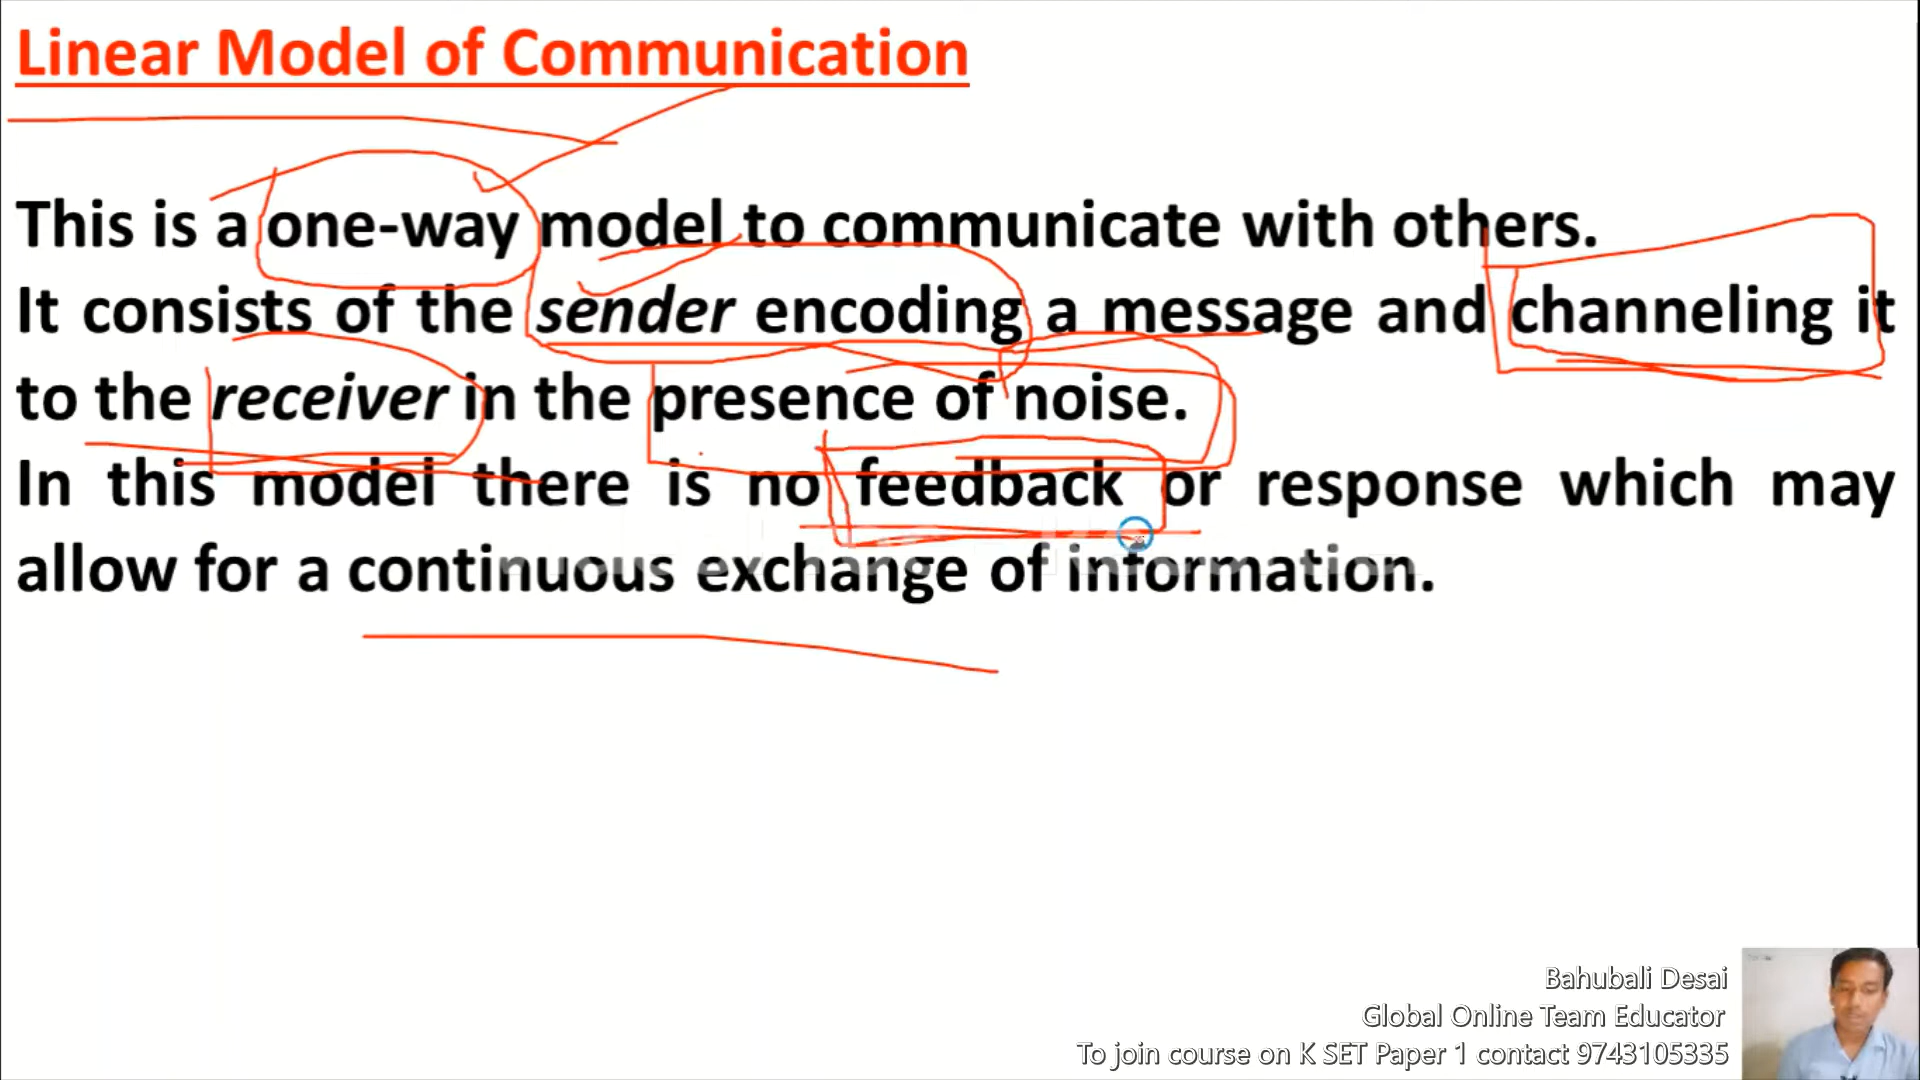 Linear Model of Communication
This is a one-way model to communicate with others.
It consists of the sender encoding a message and channeling it
to the receiver in the presence of noise.
In this model there is no feedback or response which may
allow for a continuous exchange of information.
Bahubali Desai
Global Online Team Educator
To join course on K SET Paper 1 contact 9743105335